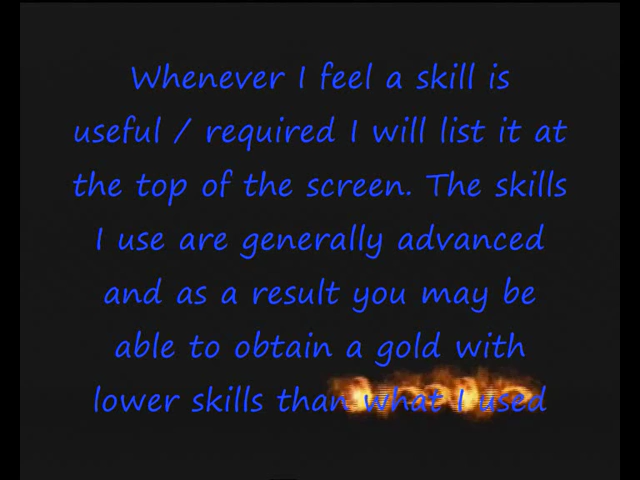 Whenever I feel a skill is
useful / required I will list it at
the top of the screen. The skills
I use are generally advanced
and as a result you may be
able to obtain a gold with
lower skills than what I used